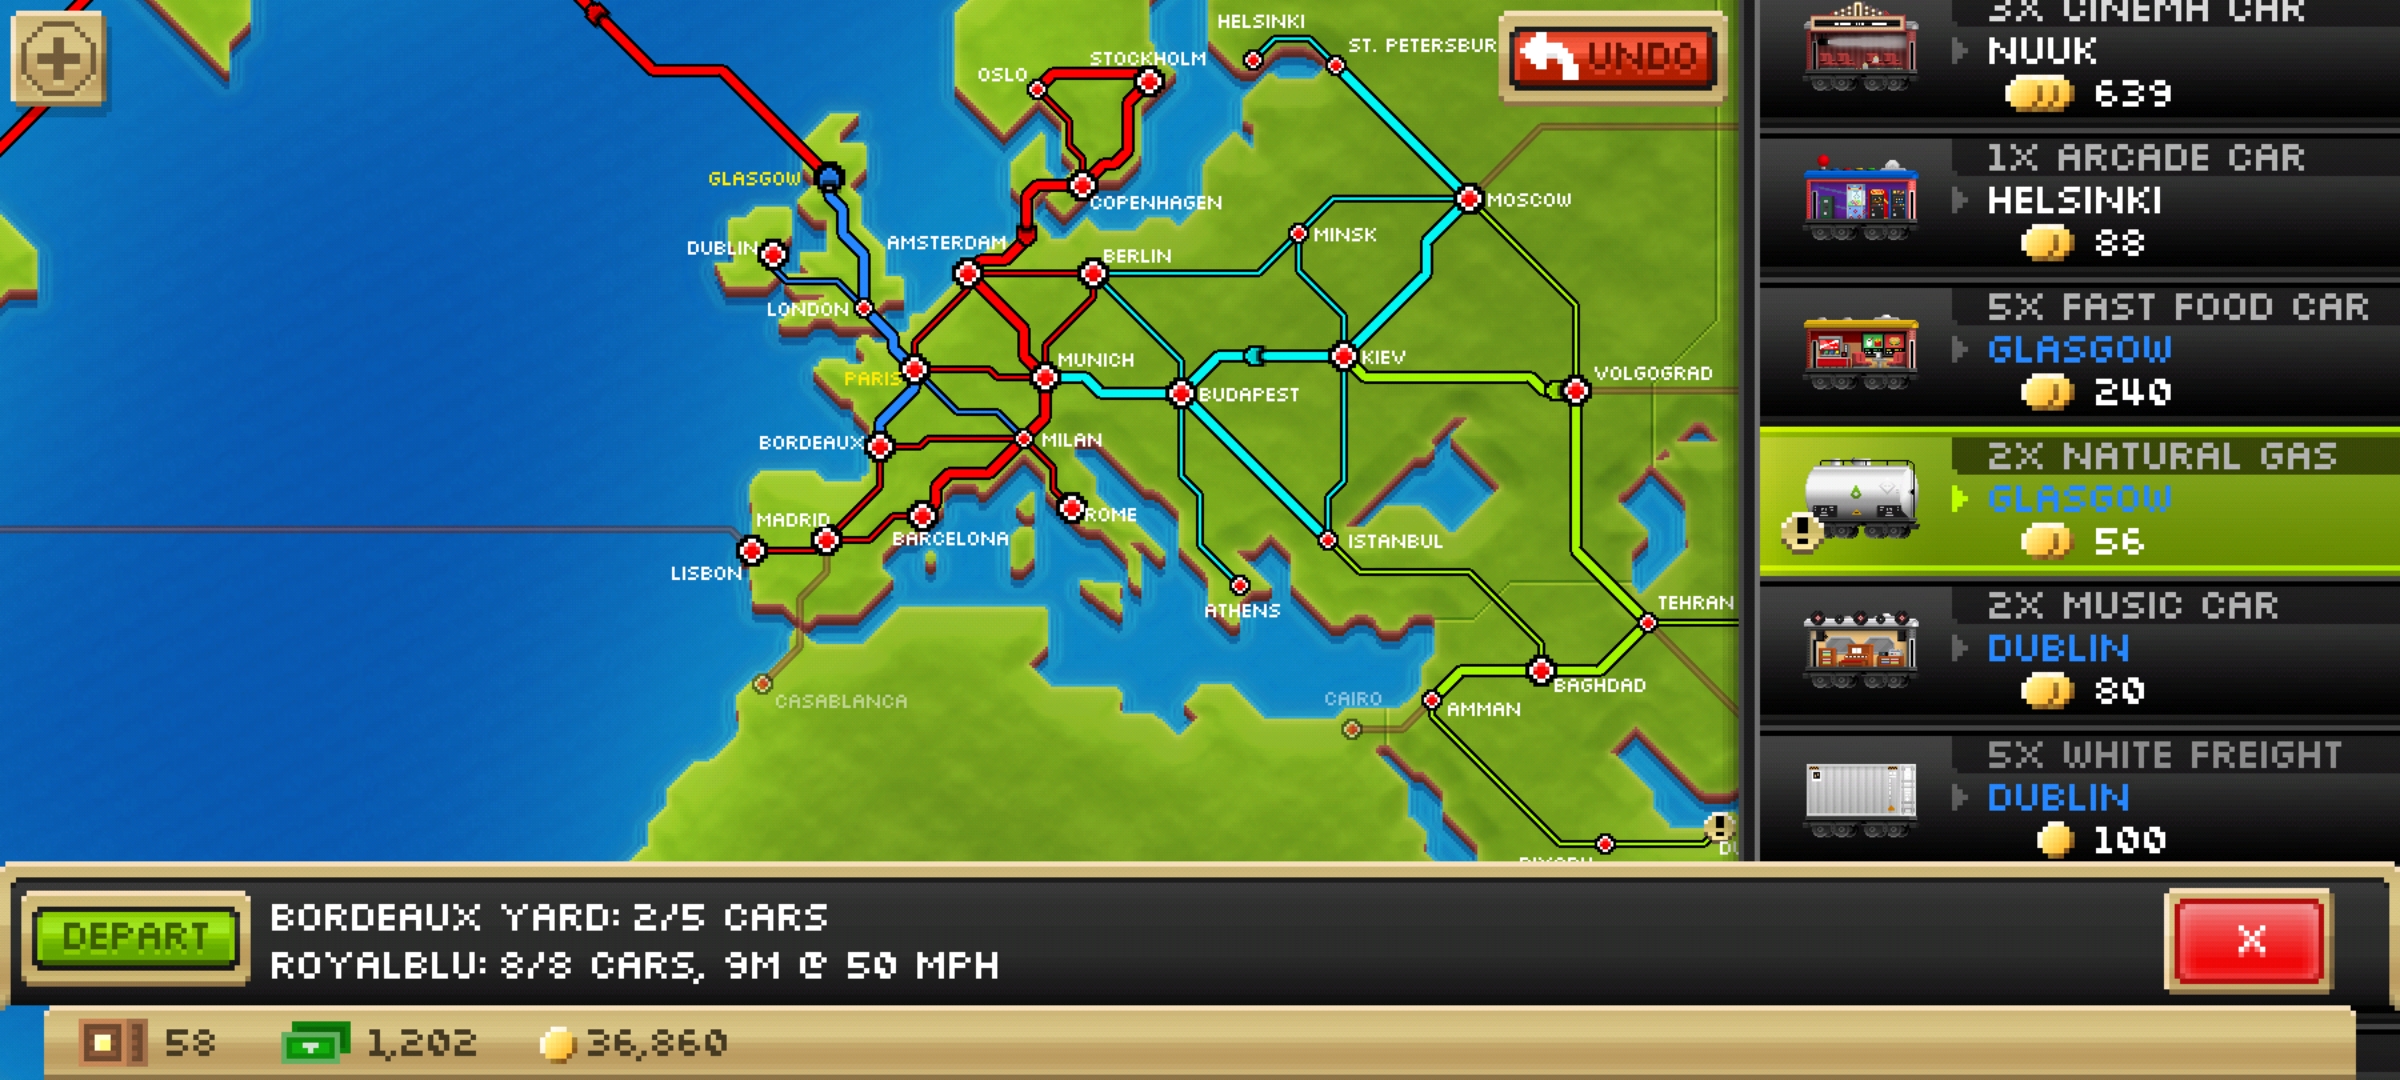 HELSINKI
ST. PETERSBUR
STOCKHOLM
OSLO
UNDO
GLASGOW
COPENHAGEN
MOSCOW
DUBLIN
AMSTERDAM
BERLIN
MINSK
LONDON
MUNICH
KIEV
PARIS
VOLGOGRAD
BUDAPEST
BORDEAUX
MILAN
MADRID
BARCELONA
ROME
ISTANBUL
LISBON
ATHENS
TEHRAN
CASABLANCA
CAIRO
BAGHDAD
AMMAN
3X CINEMA CAR
NUUK
639
1X ARCADE CAR
HELSINKI
88
5X FAST FOOD CAR
GLASGOW
240
2X NATURAL GAS
GLASGOW
56
2X MUSIC CAR
DUBLIN
80
5X WHITE FREIGHT
DUBLIN
100
DEPART
BORDEAUX YARD: 2/5 CARS
ROYALBLU: 8/8 CARS, 9M @ 50 MPH
X
58
1,202
36,860